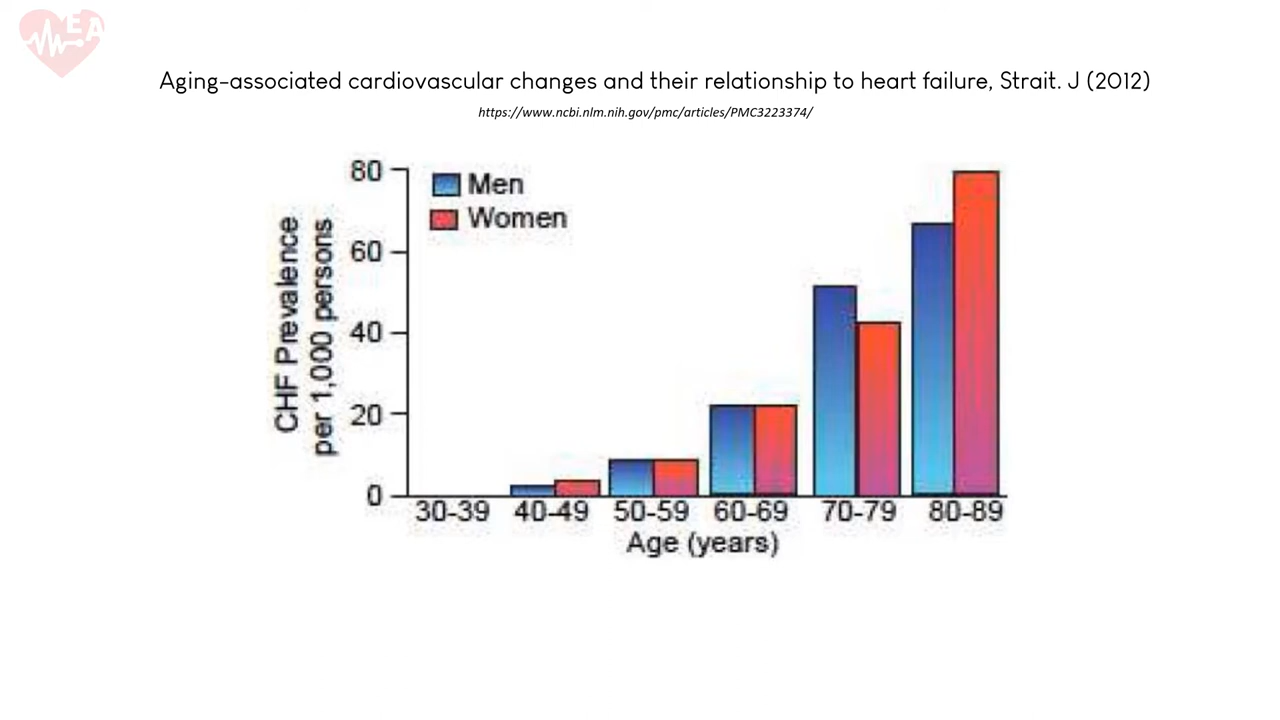 EA
Aging-associated cardiovascular changes and their relationship to heart failure, Strait. J (2012)
https://www.ncbi.nlm.nih.gov/pmc/articles/PMC3223374/
Men
Women
CHF Prevalence
per 1,000 persons
80
60
40
20
0
30-39 40-49 50-59 60-69 70-79 80-89
Age (years)